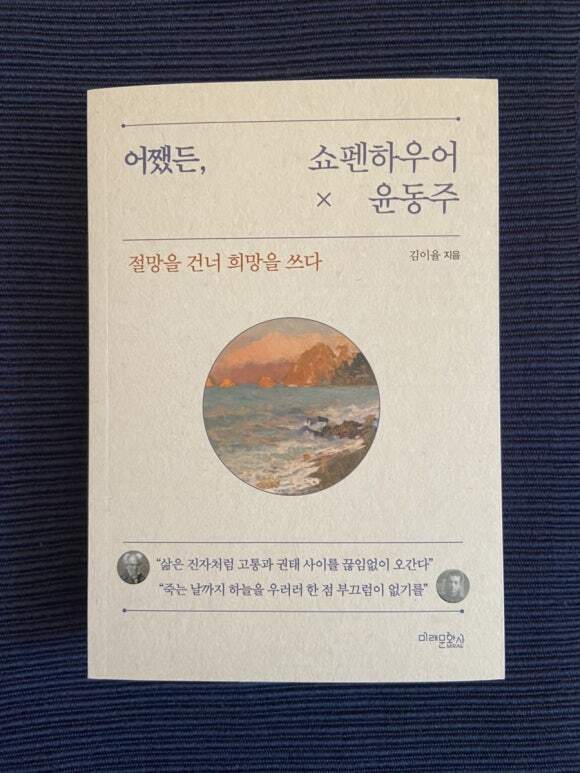 어쨌든, 쇼펜하우어
× 윤동주
절망을 건너 희망을 쓰다
김이율 지음
“삶은 진자처럼 고통과 권태 사이를 끊임없이 오간다”
“죽는 날까지 하늘을 우러러 한 점 부끄럼이 없기를”
미래문화사
MIRAE